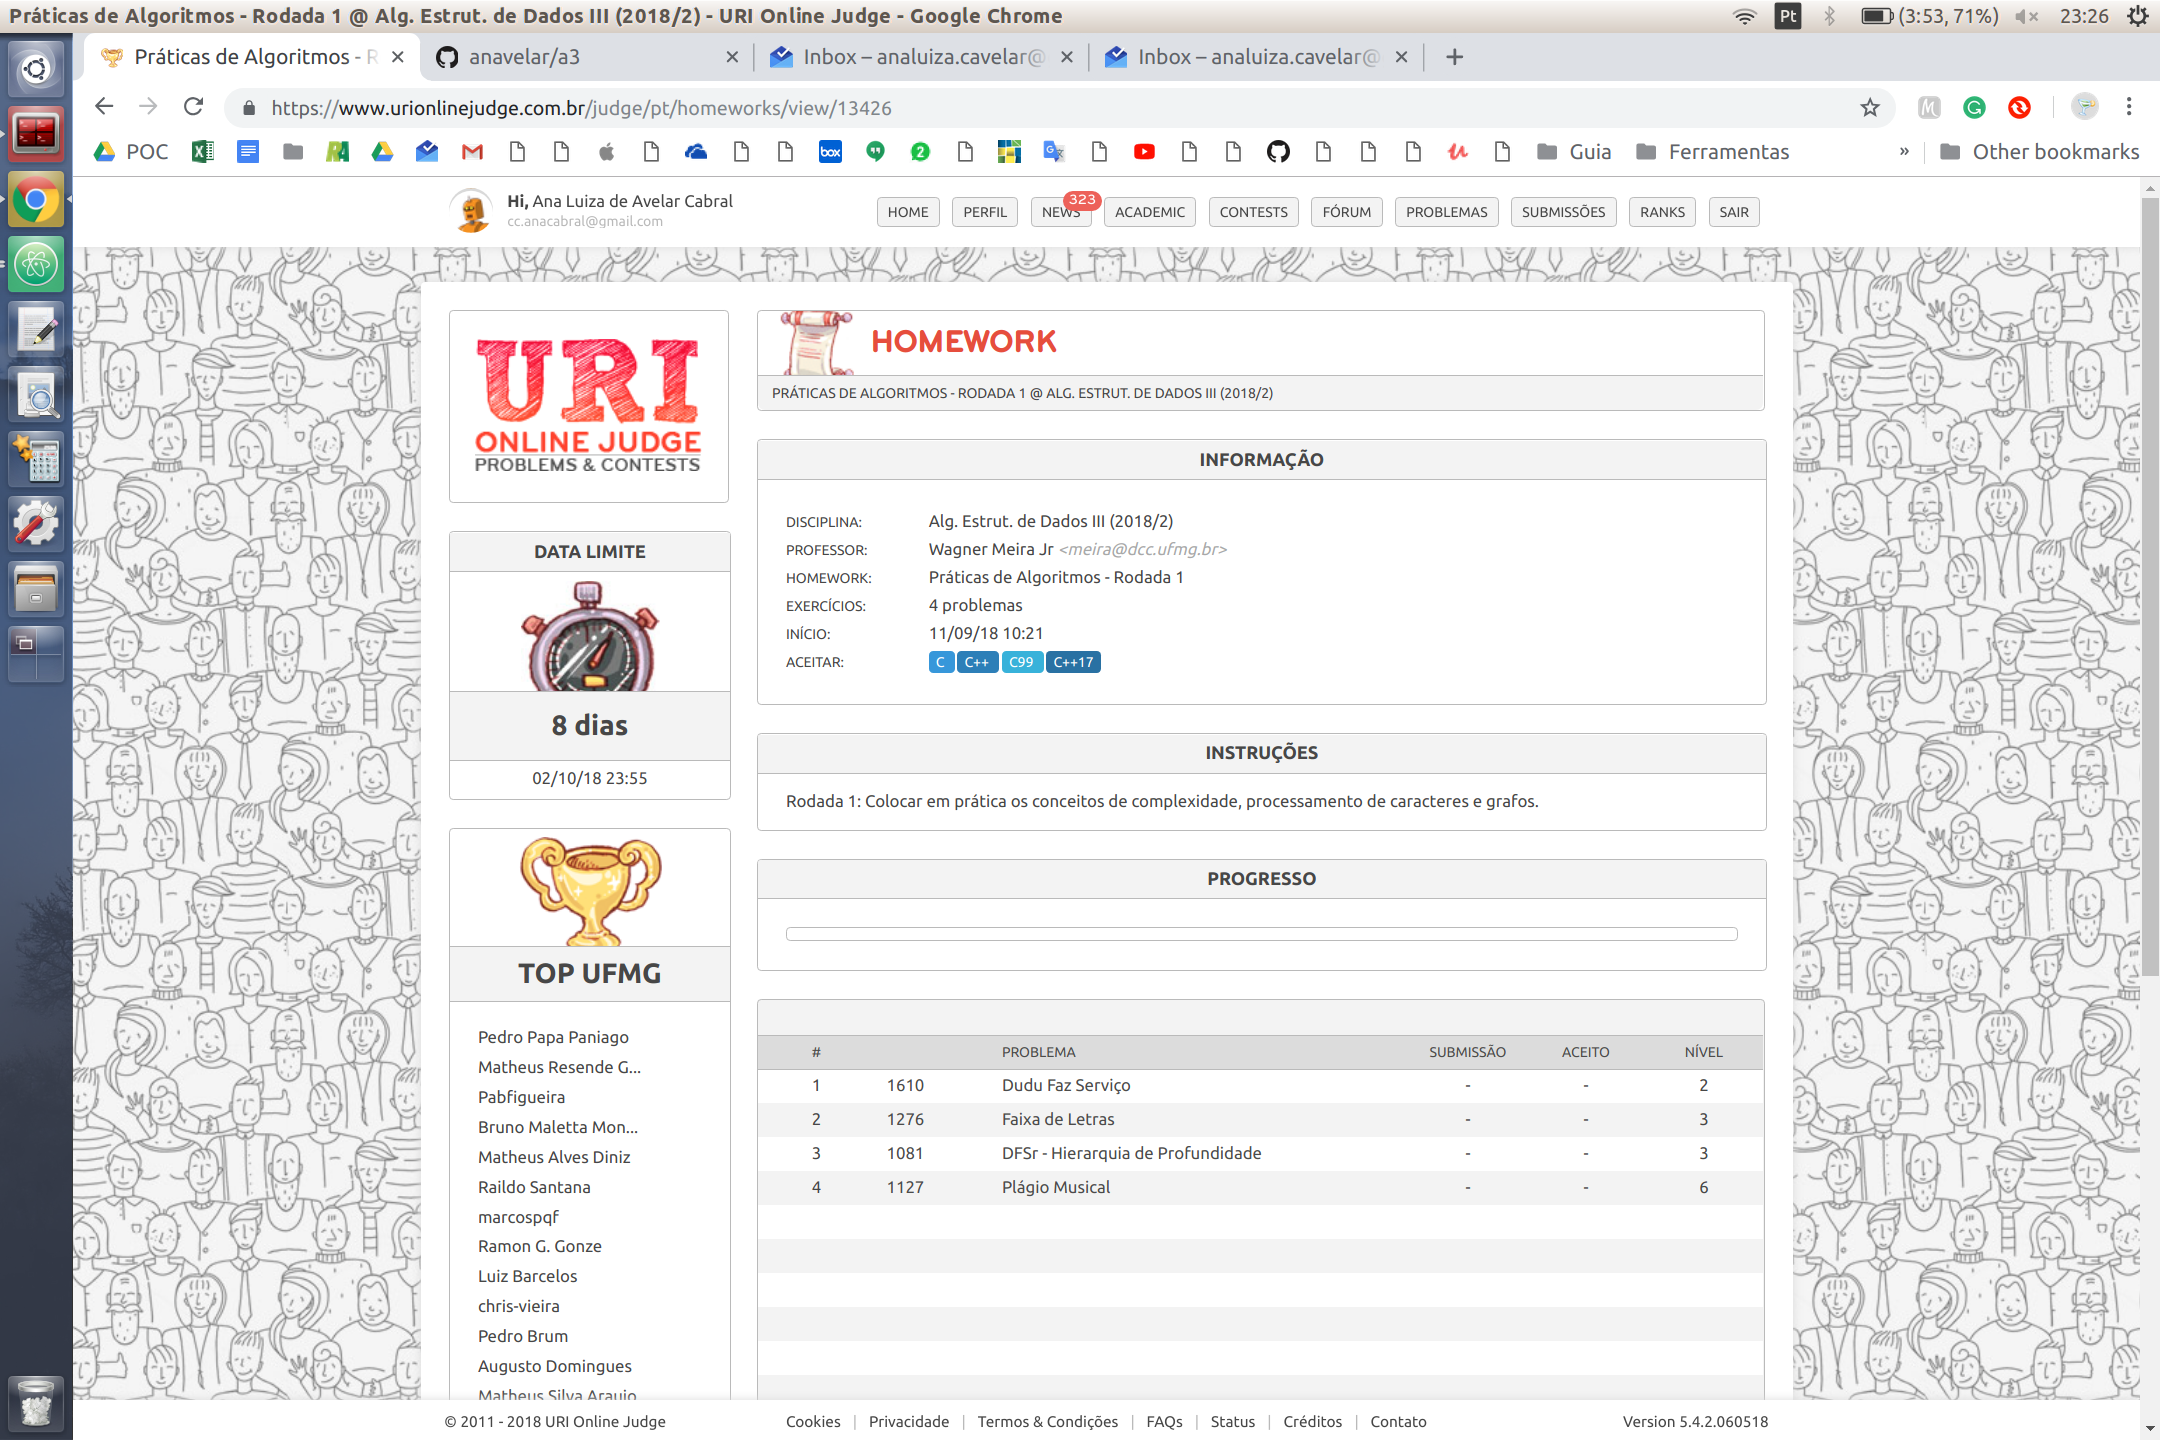 Práticas de Algoritmos - Rodada 1 @ Alg. Estrut. de Dados III (2018/2) - URI Online Judge - Google Chrome
Pt
(3:53, 71%)
23:26
Práticas de Algoritmos - R
anavelar/a3
Inbox – analuiza.cavelar@
Inbox – analuiza.cavelar@
https://www.urionlinejudge.com.br/judge/pt/homeworks/view/13426
POC
box
2
Guia
Ferramentas
»
Other bookmarks
Hi, Ana Luiza de Avelar Cabral
cc.anacabral@gmail.com
HOME
PERFIL
NEWS
323
ACADEMIC
CONTESTS
FÓRUM
PROBLEMAS
SUBMISSÕES
RANKS
SAIR
URI
ONLINE JUDGE
PROBLEMS & CONTESTS
DATA LIMITE
8 dias
02/10/18 23:55
TOP UFMG
Pedro Papa Paniago
Matheus Resende G...
Pabfigueira
Bruno Maletta Mon...
Matheus Alves Diniz
Raildo Santana
marcospqf
Ramon G. Gonze
Luiz Barcelos
chris-vieira
Pedro Brum
Augusto Domingues
Matheus Silva Araujo
HOMEWORK
PRÁTICAS DE ALGORITMOS - RODADA 1 @ ALG. ESTRUT. DE DADOS III (2018/2)
INFORMAÇÃO
DISCIPLINA: Alg. Estrut. de Dados III (2018/2)
PROFESSOR: Wagner Meira Jr <meira@dcc.ufmg.br>
HOMEWORK: Práticas de Algoritmos - Rodada 1
EXERCÍCIOS: 4 problemas
INÍCIO: 11/09/18 10:21
ACEITAR: C C++ C99 C++17
INSTRUÇÕES
Rodada 1: Colocar em prática os conceitos de complexidade, processamento de caracteres e grafos.
PROGRESSO
# PROBLEMA SUBMISSÃO ACEITO NÍVEL
1 1610 Dudu Faz Serviço - - 2
2 1276 Faixa de Letras - - 3
3 1081 DFSr - Hierarquia de Profundidade - - 3
4 1127 Plágio Musical - - 6
© 2011 - 2018 URI Online Judge
Cookies | Privacidade | Termos & Condições | FAQs | Status | Créditos | Contato
Version 5.4.2.060518